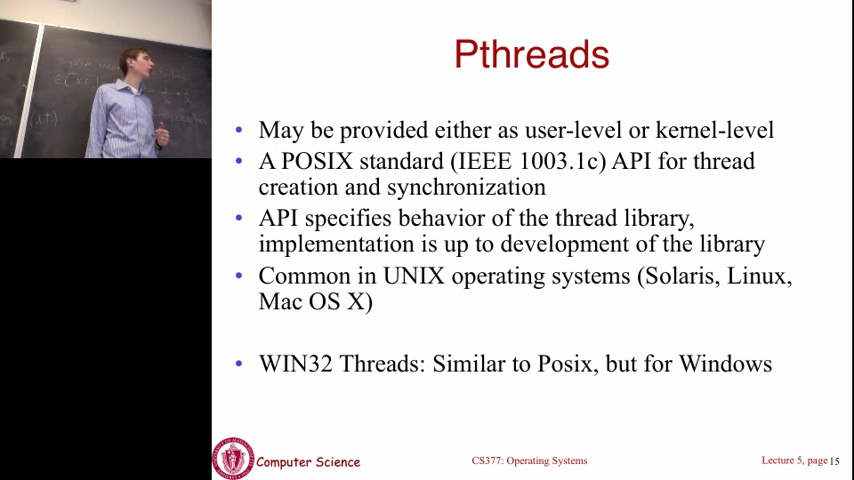 Pthreads
• May be provided either as user-level or kernel-level
• A POSIX standard (IEEE 1003.1c) API for thread
creation and synchronization
• API specifies behavior of the thread library,
implementation is up to development of the library
• Common in UNIX operating systems (Solaris, Linux,
Mac OS X)
• WIN32 Threads: Similar to Posix, but for Windows
Computer Science
CS377: Operating Systems
Lecture 5, page 15